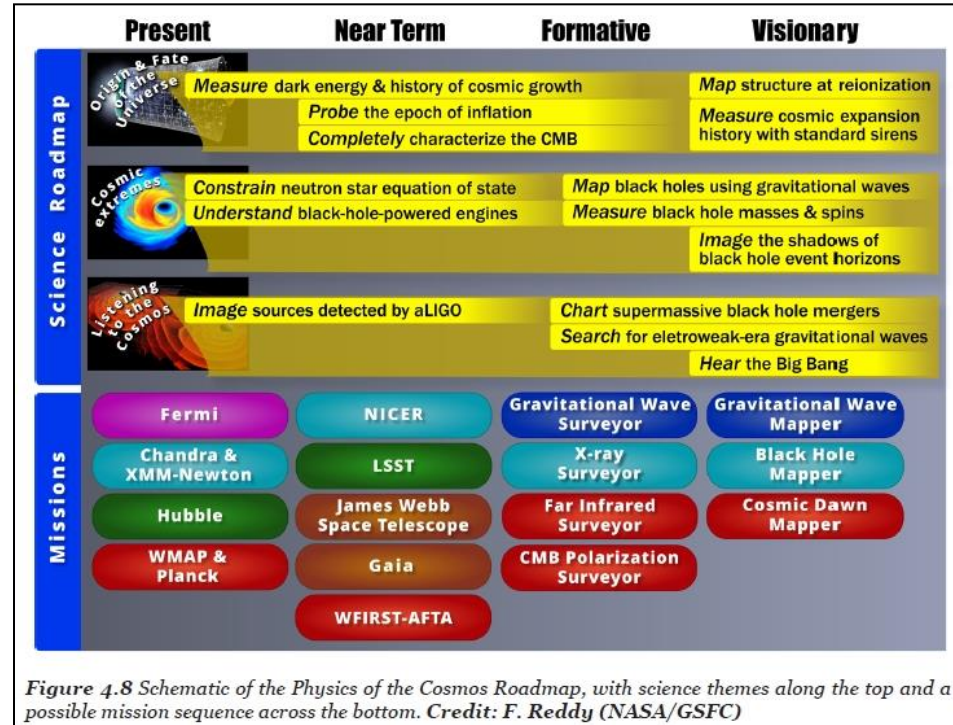 Present Near Term Formative Visionary
Science Roadmap
Origin & Fate
of the
Universe
Measure dark energy & history of cosmic growth
Probe the epoch of inflation
Completely characterize the CMB
Map structure at reionization
Measure cosmic expansion
history with standard sirens
Cosmic
extremes
Constrain neutron star equation of state
Understand black-hole-powered engines
Map black holes using gravitational waves
Measure black hole masses & spins
Image the shadows of
black hole event horizons
Listening
to the
Cosmos
Image sources detected by aLIGO
Chart supermassive black hole mergers
Search for eletroweak-era gravitational waves
Hear the Big Bang
Missions
Fermi
Chandra &
XMM-Newton
Hubble
WMAP &
Planck
NICER
LSST
James Webb
Space Telescope
Gaia
WFIRST-AFTA
Gravitational Wave
Surveyor
X-ray
Surveyor
Far Infrared
Surveyor
CMB Polarization
Surveyor
Gravitational Wave
Mapper
Black Hole
Mapper
Cosmic Dawn
Mapper
Figure 4.8 Schematic of the Physics of the Cosmos Roadmap, with science themes along the top and a
possible mission sequence across the bottom. Credit: F. Reddy (NASA/GSFC)